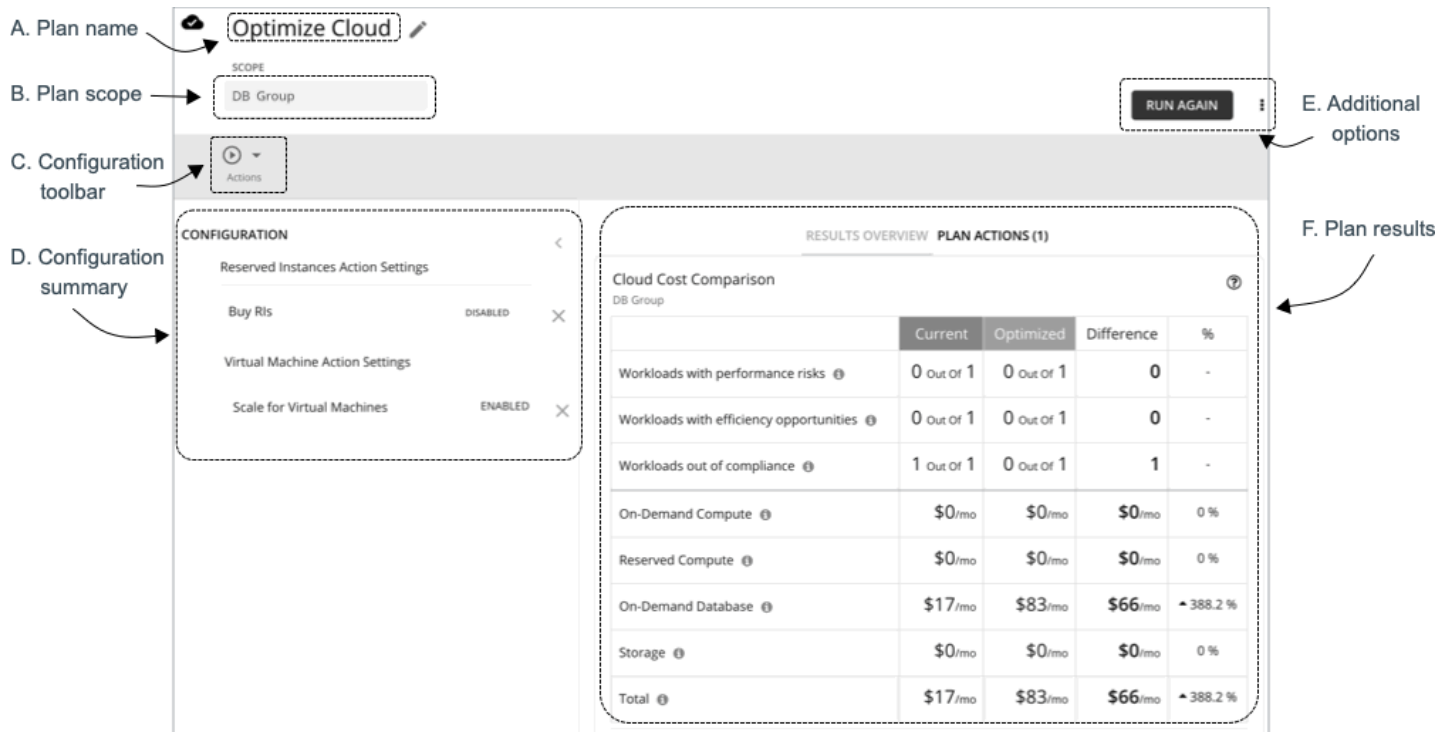 A. Plan name
Optimize Cloud
SCOPE
B. Plan scope
DB Group
RUN AGAIN
E. Additional
options
C. Configuration
toolbar
Actions
D. Configuration
summary
CONFIGURATION
Reserved Instances Action Settings
Buy RIs DISABLED
Virtual Machine Action Settings
Scale for Virtual Machines ENABLED
F. Plan results
RESULTS OVERVIEW PLAN ACTIONS (1)
Cloud Cost Comparison
DB Group
Current Optimized Difference %
Workloads with performance risks 0 Out Of 1 0 Out Of 1 0 -
Workloads with efficiency opportunities 0 Out Of 1 0 Out Of 1 0 -
Workloads out of compliance 1 Out Of 1 0 Out Of 1 1 -
On-Demand Compute $0/mo $0/mo $0/mo 0 %
Reserved Compute $0/mo $0/mo $0/mo 0 %
On-Demand Database $17/mo $83/mo $66/mo 388.2 %
Storage $0/mo $0/mo $0/mo 0 %
Total $17/mo $83/mo $66/mo 388.2 %